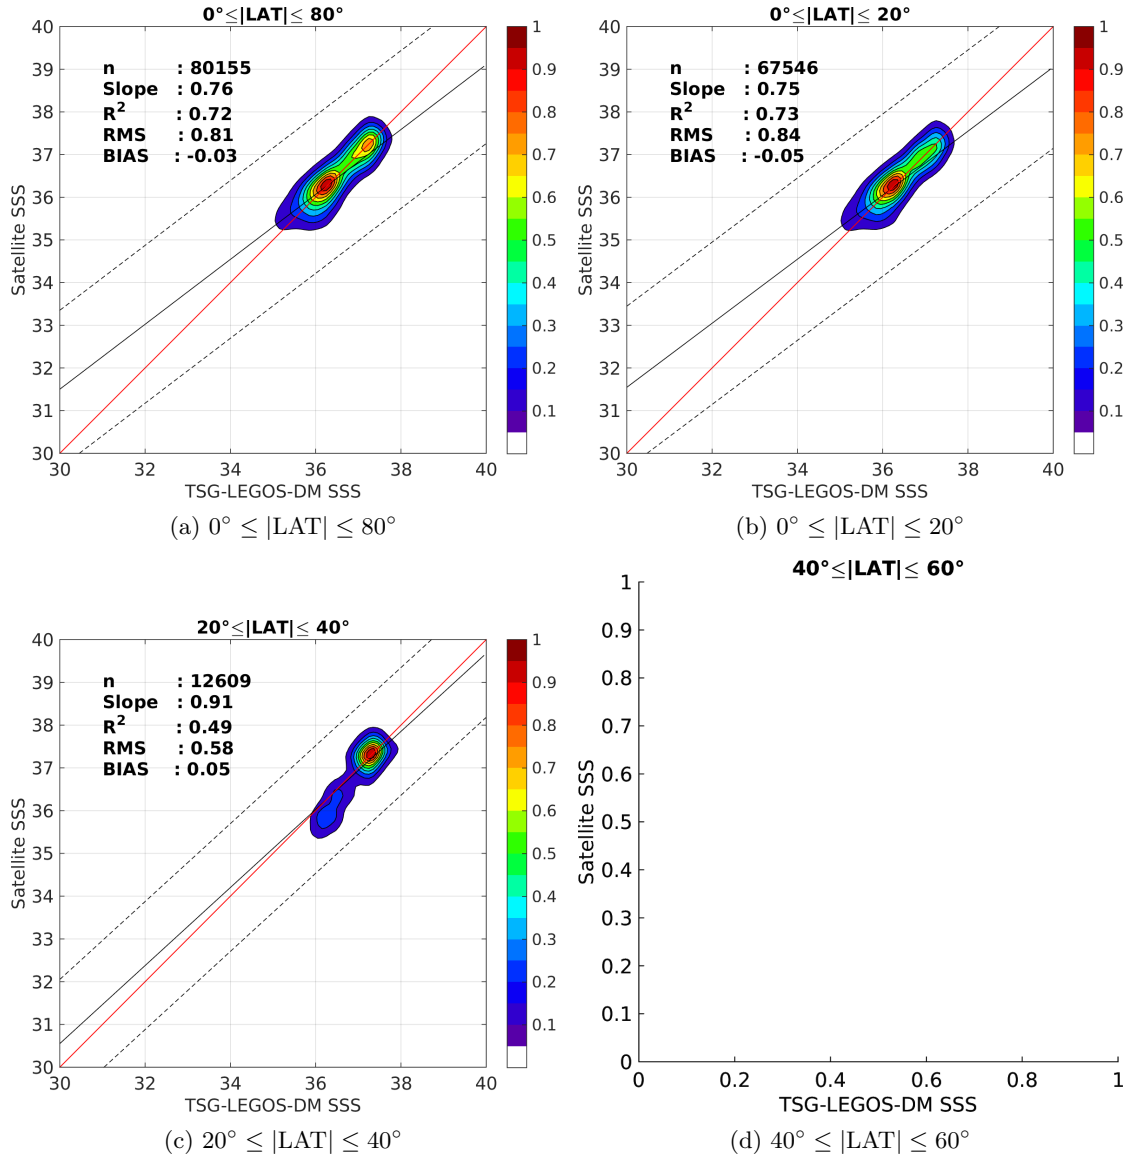 0°≤|LAT|≤ 80°
n : 80155
Slope : 0.76
R2 : 0.72
RMS : 0.81
BIAS : -0.03
40
39
38
37
36
35
34
33
32
31
30
Satellite SSS
30 32 34 36 38 40
TSG-LEGOS-DM SSS
1
0.9
0.8
0.7
0.6
0.5
0.4
0.3
0.2
0.1
(a) 0° ≤ |LAT| ≤ 80°
0°≤|LAT|≤ 20°
n : 67546
Slope : 0.75
R2 : 0.73
RMS : 0.84
BIAS : -0.05
40
39
38
37
36
35
34
33
32
31
30
Satellite SSS
30 32 34 36 38 40
TSG-LEGOS-DM SSS
1
0.9
0.8
0.7
0.6
0.5
0.4
0.3
0.2
0.1
(b) 0° ≤ |LAT| ≤ 20°
20°≤|LAT|≤ 40°
n : 12609
Slope : 0.91
R2 : 0.49
RMS : 0.58
BIAS : 0.05
40
39
38
37
36
35
34
33
32
31
30
Satellite SSS
30 32 34 36 38 40
TSG-LEGOS-DM SSS
1
0.9
0.8
0.7
0.6
0.5
0.4
0.3
0.2
0.1
(c) 20° ≤ |LAT| ≤ 40°
40°≤|LAT|≤ 60°
1
0.9
0.8
0.7
0.6
0.5
0.4
0.3
0.2
0.1
0
Satellite SSS
0 0.2 0.4 0.6 0.8 1
TSG-LEGOS-DM SSS
(d) 40° ≤ |LAT| ≤ 60°